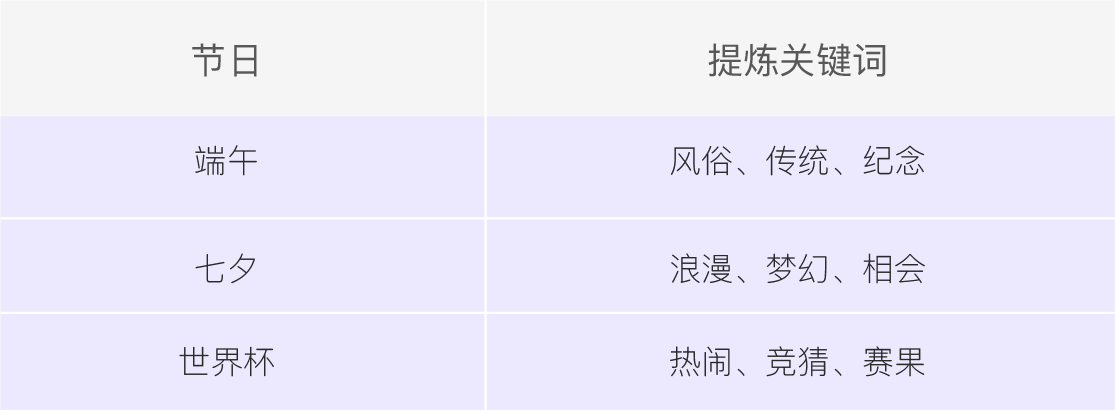 节日 提炼关键词
端午 风俗、传统、纪念
七夕 浪漫、梦幻、相会
世界杯 热闹、竞猜、赛果